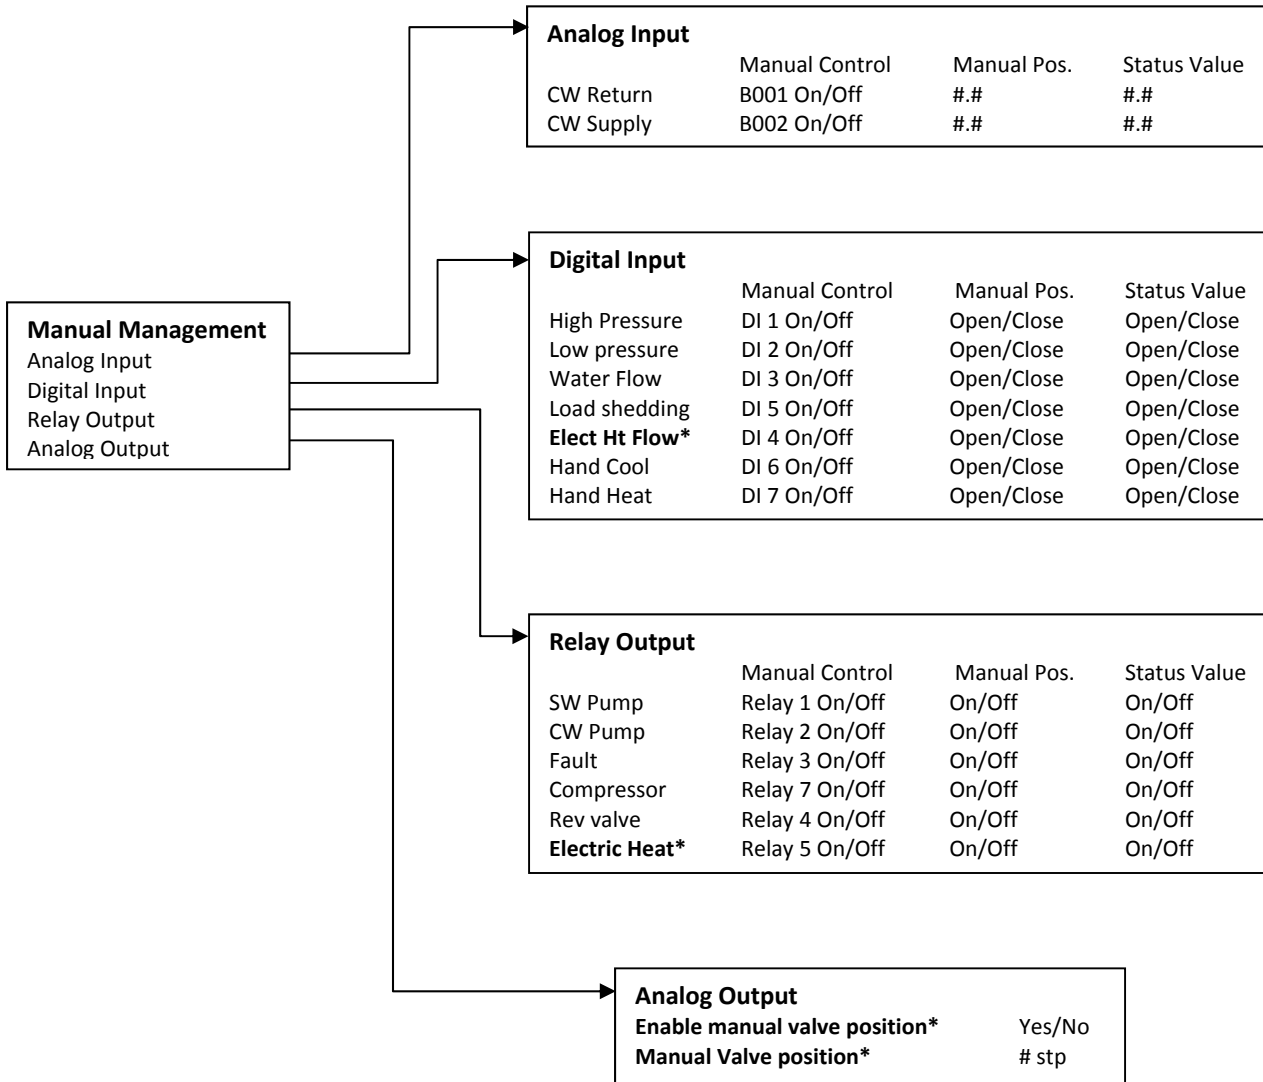 Analog Input
Manual Control Manual Pos. Status Value
CW Return B001 On/Off #.# #.#
CW Supply B002 On/Off #.# #.#
Digital Input
Manual Control Manual Pos. Status Value
High Pressure DI 1 On/Off Open/Close Open/Close
Low pressure DI 2 On/Off Open/Close Open/Close
Water Flow DI 3 On/Off Open/Close Open/Close
Load shedding DI 5 On/Off Open/Close Open/Close
Elect Ht Flow* DI 4 On/Off Open/Close Open/Close
Hand Cool DI 6 On/Off Open/Close Open/Close
Hand Heat DI 7 On/Off Open/Close Open/Close
Manual Management
Analog Input
Digital Input
Relay Output
Analog Output
Relay Output
Manual Control Manual Pos. Status Value
SW Pump Relay 1 On/Off On/Off On/Off
CW Pump Relay 2 On/Off On/Off On/Off
Fault Relay 3 On/Off On/Off On/Off
Compressor Relay 7 On/Off On/Off On/Off
Rev valve Relay 4 On/Off On/Off On/Off
Electric Heat* Relay 5 On/Off On/Off On/Off
Analog Output
Enable manual valve position* Yes/No
Manual Valve position* # stp